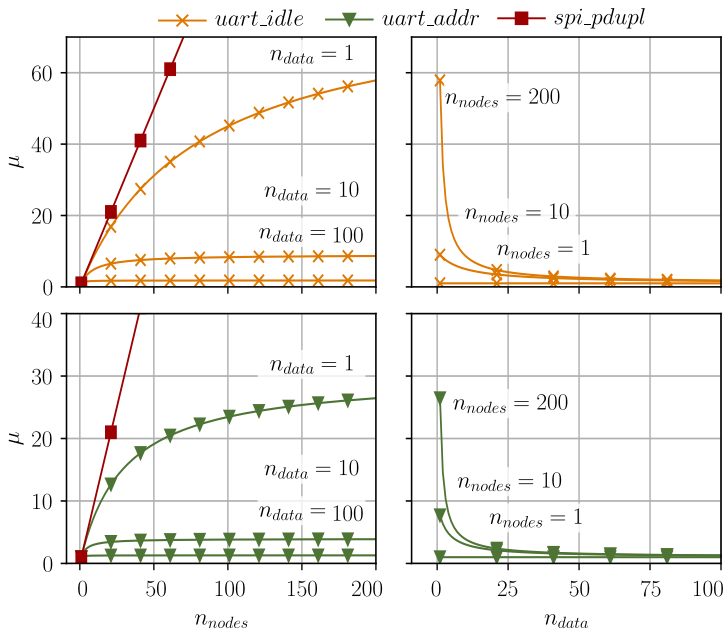 uart_idle uart_addr spi_pdupl
n_data = 1
n_data = 10
n_data = 100
μ
60
40
20
0
n_nodes = 200
n_nodes = 10
n_nodes = 1
n_data = 1
n_data = 10
n_data = 100
μ
40
30
20
10
0
0 50 100 150 200
n_nodes
n_nodes = 200
n_nodes = 10
n_nodes = 1
0 25 50 75 100
n_data